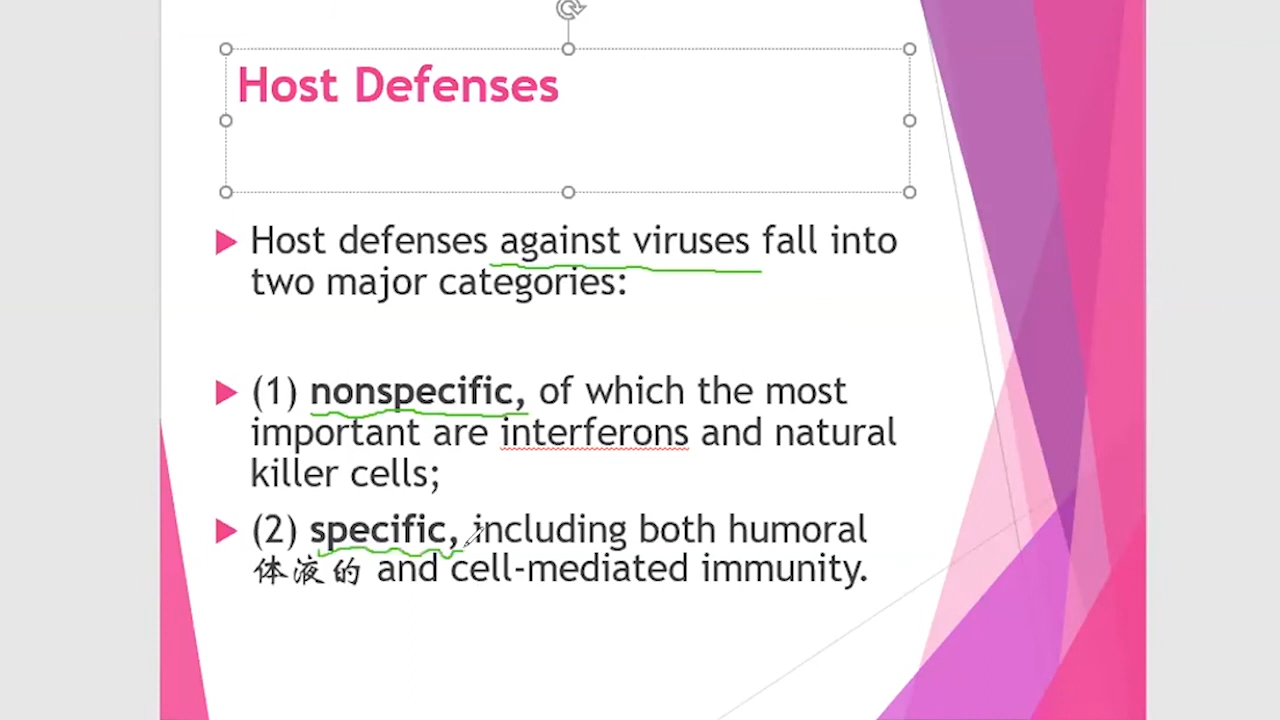 Host Defenses
Host defenses against viruses fall into
two major categories:
(1) nonspecific, of which the most
important are interferons and natural
killer cells;
(2) specific, including both humoral
体液的 and cell-mediated immunity.